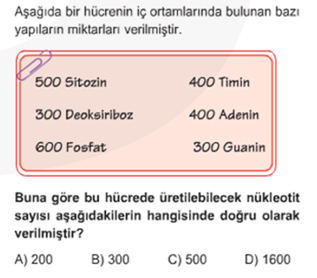 Aşağıda bir hücrenin iç ortamlarında bulunan bazı
yapıların miktarları verilmiştir.
500 Sitozin 400 Timin
300 Deoksiriboz 400 Adenin
600 Fosfat 300 Guanin
Buna göre bu hücrede üretilebilecek nükleotit
sayısı aşağıdakilerin hangisinde doğru olarak
verilmiştir?
A) 200 B) 300 C) 500 D) 1600